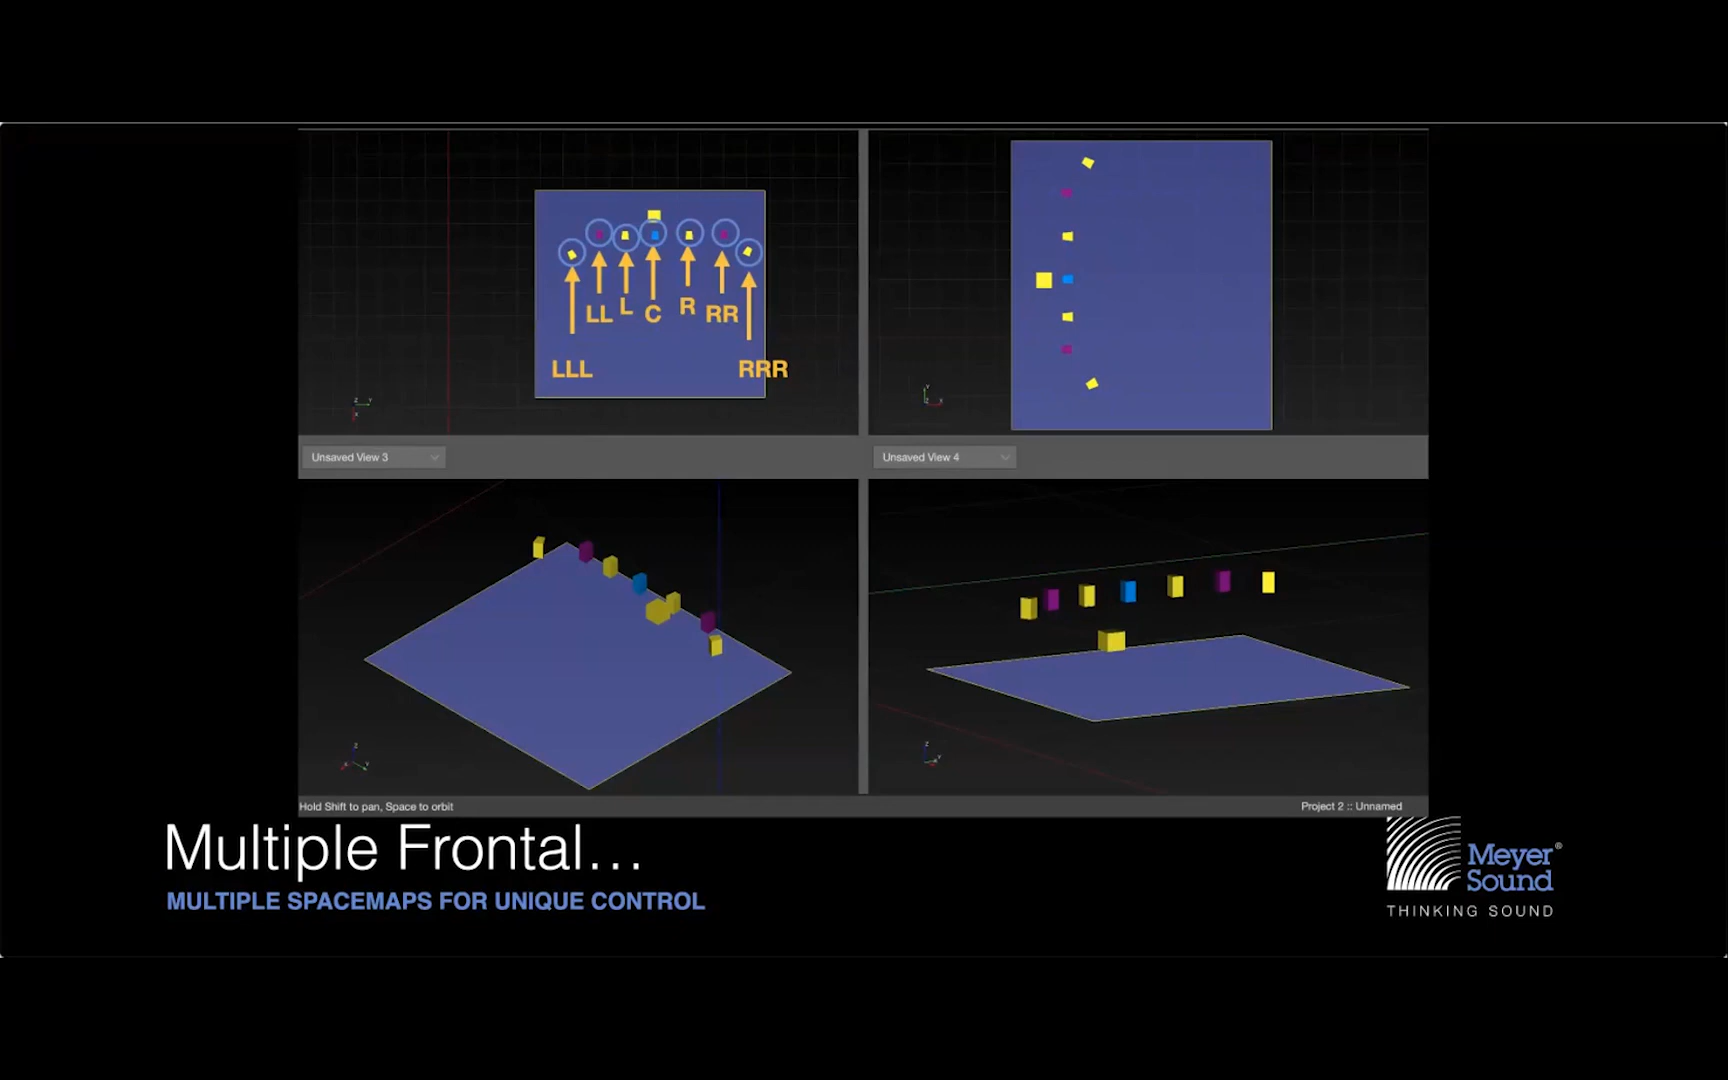 LL L C R RR
LLL RRR
Unsaved View 3
Unsaved View 4
Hold Shift to pan, Space to orbit
Project 2 :: Unnamed
Multiple Frontal…
MULTIPLE SPACEMAPS FOR UNIQUE CONTROL
Meyer®
Sound
THINKING SOUND